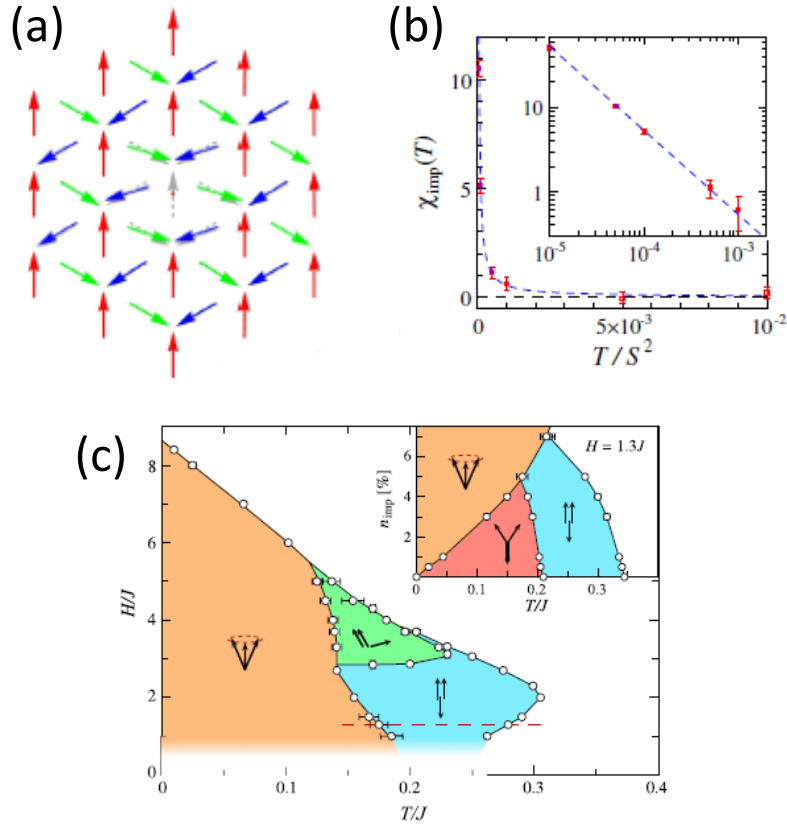 (a)
(b)
10
5
0
χimp(T)
10
1
10⁻⁵ 10⁻⁴ 10⁻³
0 5×10⁻³ 10⁻²
T / S²
(c)
8
6
4
2
0
H/J
0 0.1 0.2 0.3 0.4
T/J
H = 1.3J
6
4
2
0
nimp [%]
0 0.1 0.2 0.3
T/J